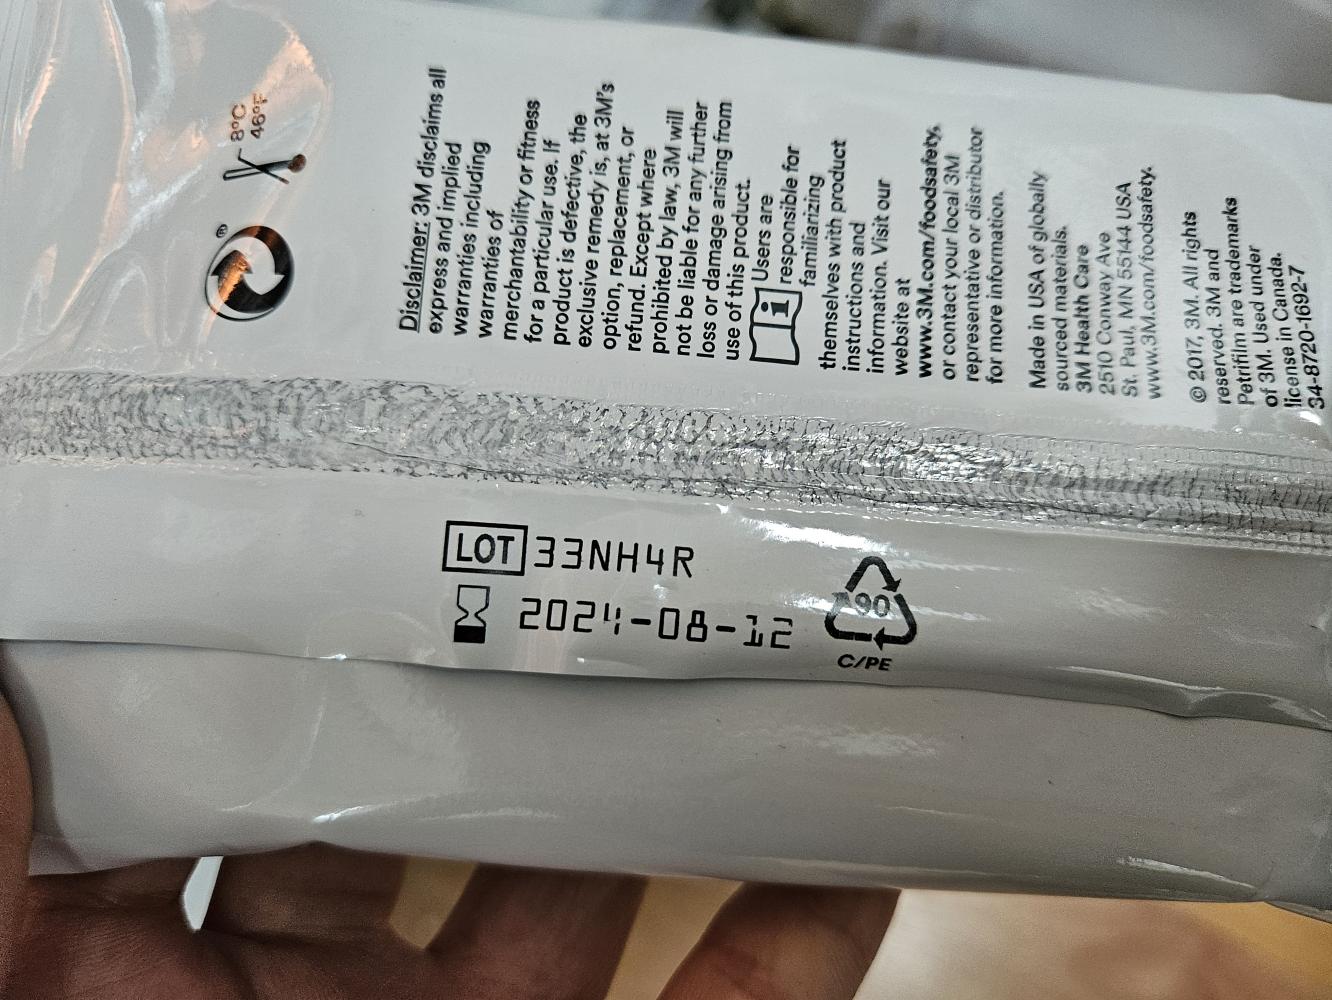 ®
8°C
46°F
Disclaimer: 3M disclaims all
express and implied
warranties including
warranties of
merchantability or fitness
for a particular use. If
product is defective, the
exclusive remedy is, at 3M's
option, replacement, or
refund. Except where
prohibited by law, 3M will
not be liable for any further
loss or damage arising from
use of this product.
i Users are
responsible for
familiarizing
themselves with product
instructions and
information. Visit our
website at
www.3M.com/foodsafety,
or contact your local 3M
representative or distributor
for more information.
Made in USA of globally
sourced materials.
3M Health Care
2510 Conway Ave
St. Paul, MN 55144 USA
www.3M.com/foodsafety.
© 2017, 3M. All rights
reserved. 3M and
Petrifilm are trademarks
of 3M. Used under
license in Canada.
34-8720-1692-7
LOT 33NH4R
2024-08-12
90
C/PE